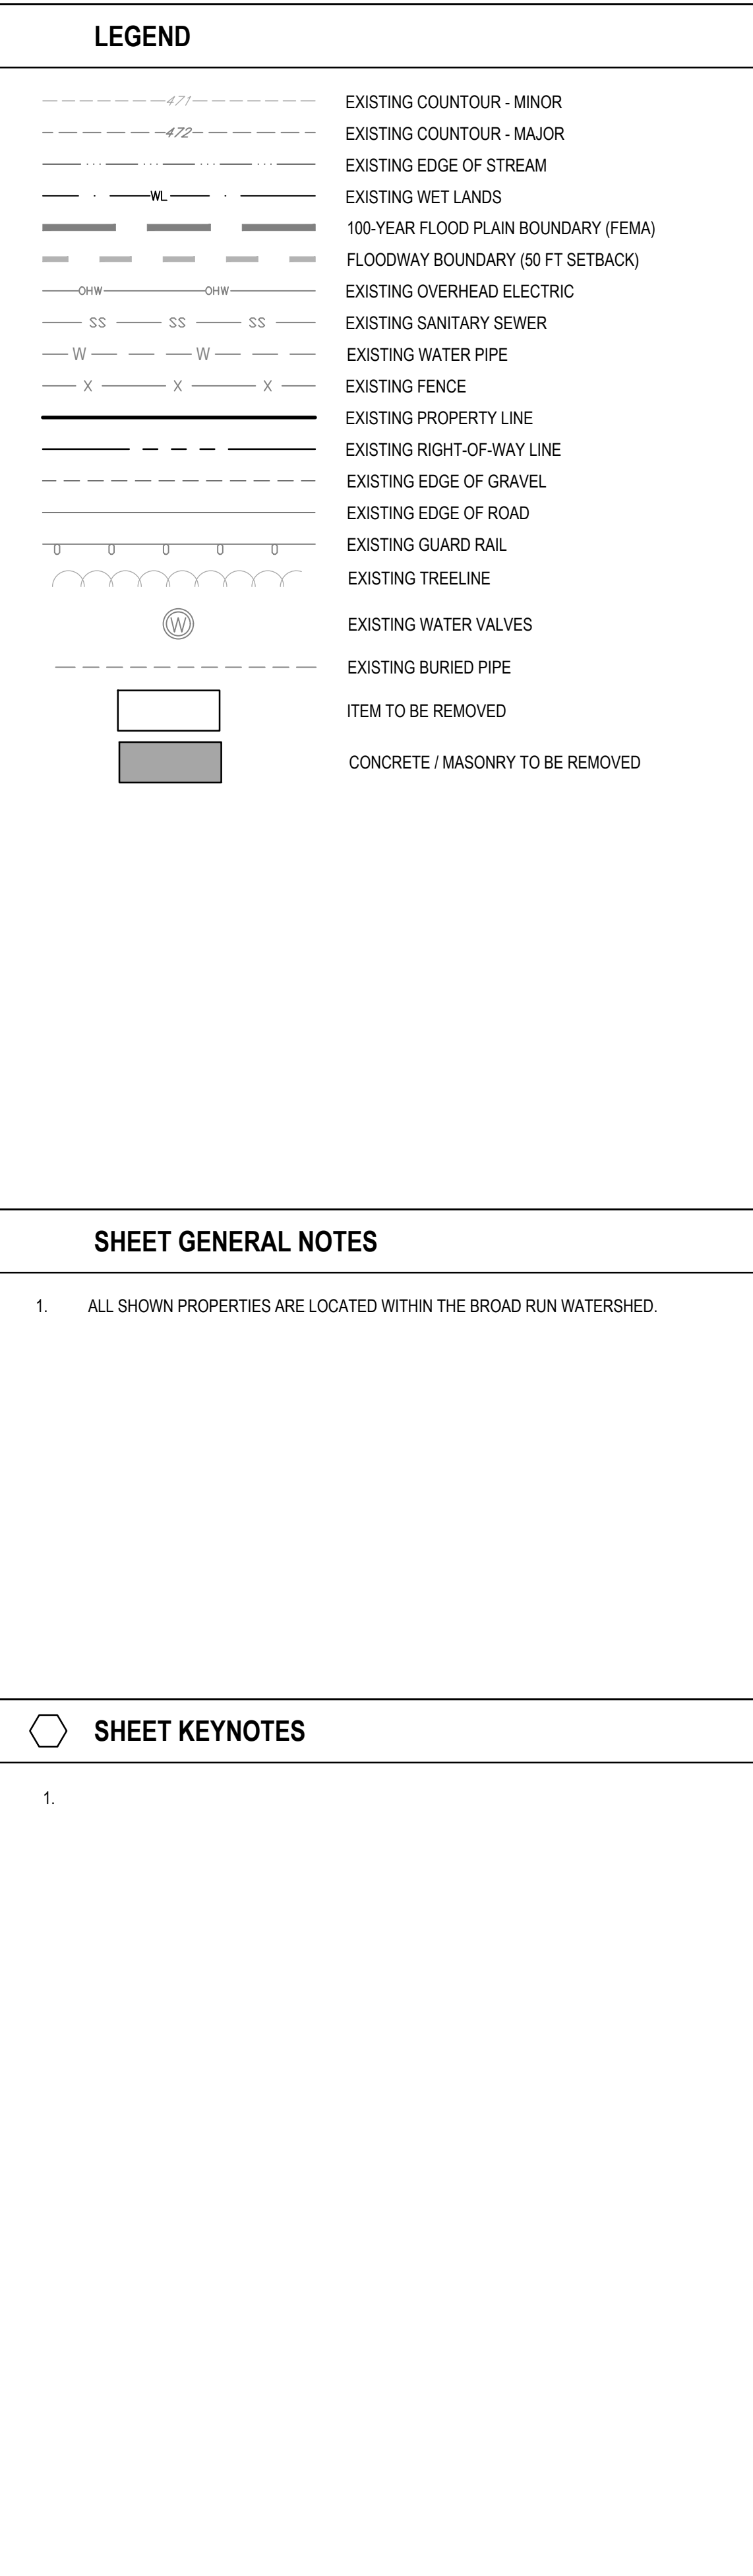 LEGEND
471 EXISTING COUNTOUR - MINOR
472 EXISTING COUNTOUR - MAJOR
EXISTING EDGE OF STREAM
WL EXISTING WET LANDS
100-YEAR FLOOD PLAIN BOUNDARY (FEMA)
FLOODWAY BOUNDARY (50 FT SETBACK)
OHW OHW EXISTING OVERHEAD ELECTRIC
SS SS SS EXISTING SANITARY SEWER
W W EXISTING WATER PIPE
X X X EXISTING FENCE
EXISTING PROPERTY LINE
EXISTING RIGHT-OF-WAY LINE
EXISTING EDGE OF GRAVEL
EXISTING EDGE OF ROAD
EXISTING GUARD RAIL
EXISTING TREELINE
W EXISTING WATER VALVES
EXISTING BURIED PIPE
ITEM TO BE REMOVED
CONCRETE / MASONRY TO BE REMOVED
SHEET GENERAL NOTES
1. ALL SHOWN PROPERTIES ARE LOCATED WITHIN THE BROAD RUN WATERSHED.
SHEET KEYNOTES
1.